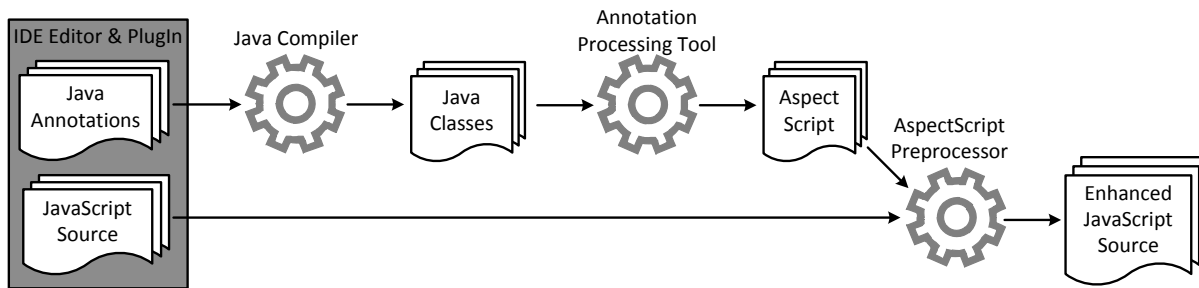 IDE Editor & PlugIn
Java
Annotations
JavaScript
Source
Java Compiler
Java
Classes
Annotation
Processing Tool
Aspect
Script
AspectScript
Preprocessor
Enhanced
JavaScript
Source